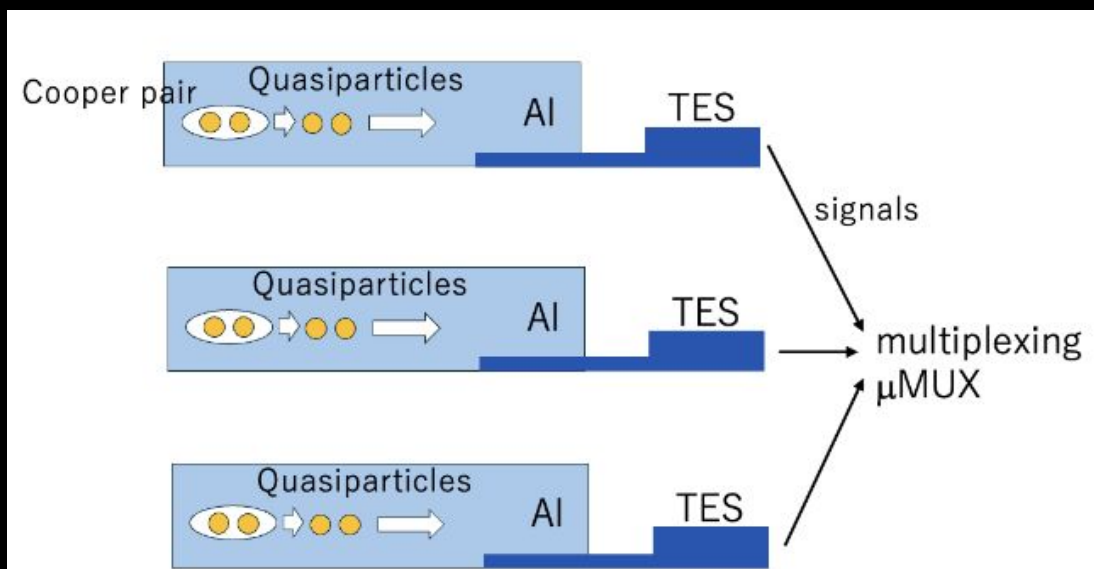 Cooper pair
Quasiparticles
Al
TES
signals
Quasiparticles
Al
TES
multiplexing
μMUX
Quasiparticles
Al
TES